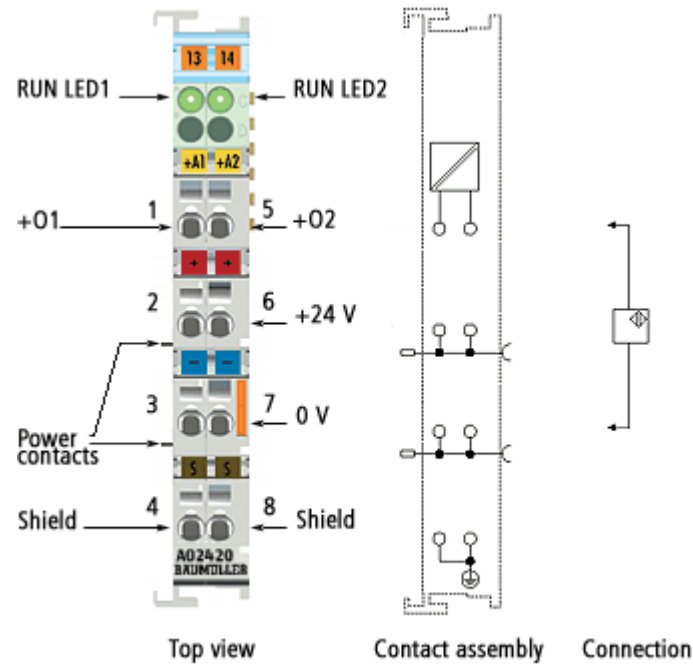 13 14
RUN LED1
RUN LED2
C
D
+A1 +A2
1 5
+O1
+O2
+ +
2 6
+24 V
- -
3 7
0 V
Power
contacts
S S
4 8
Shield
Shield
AO2420
BAUMULLER
Top view
Contact assembly
Connection